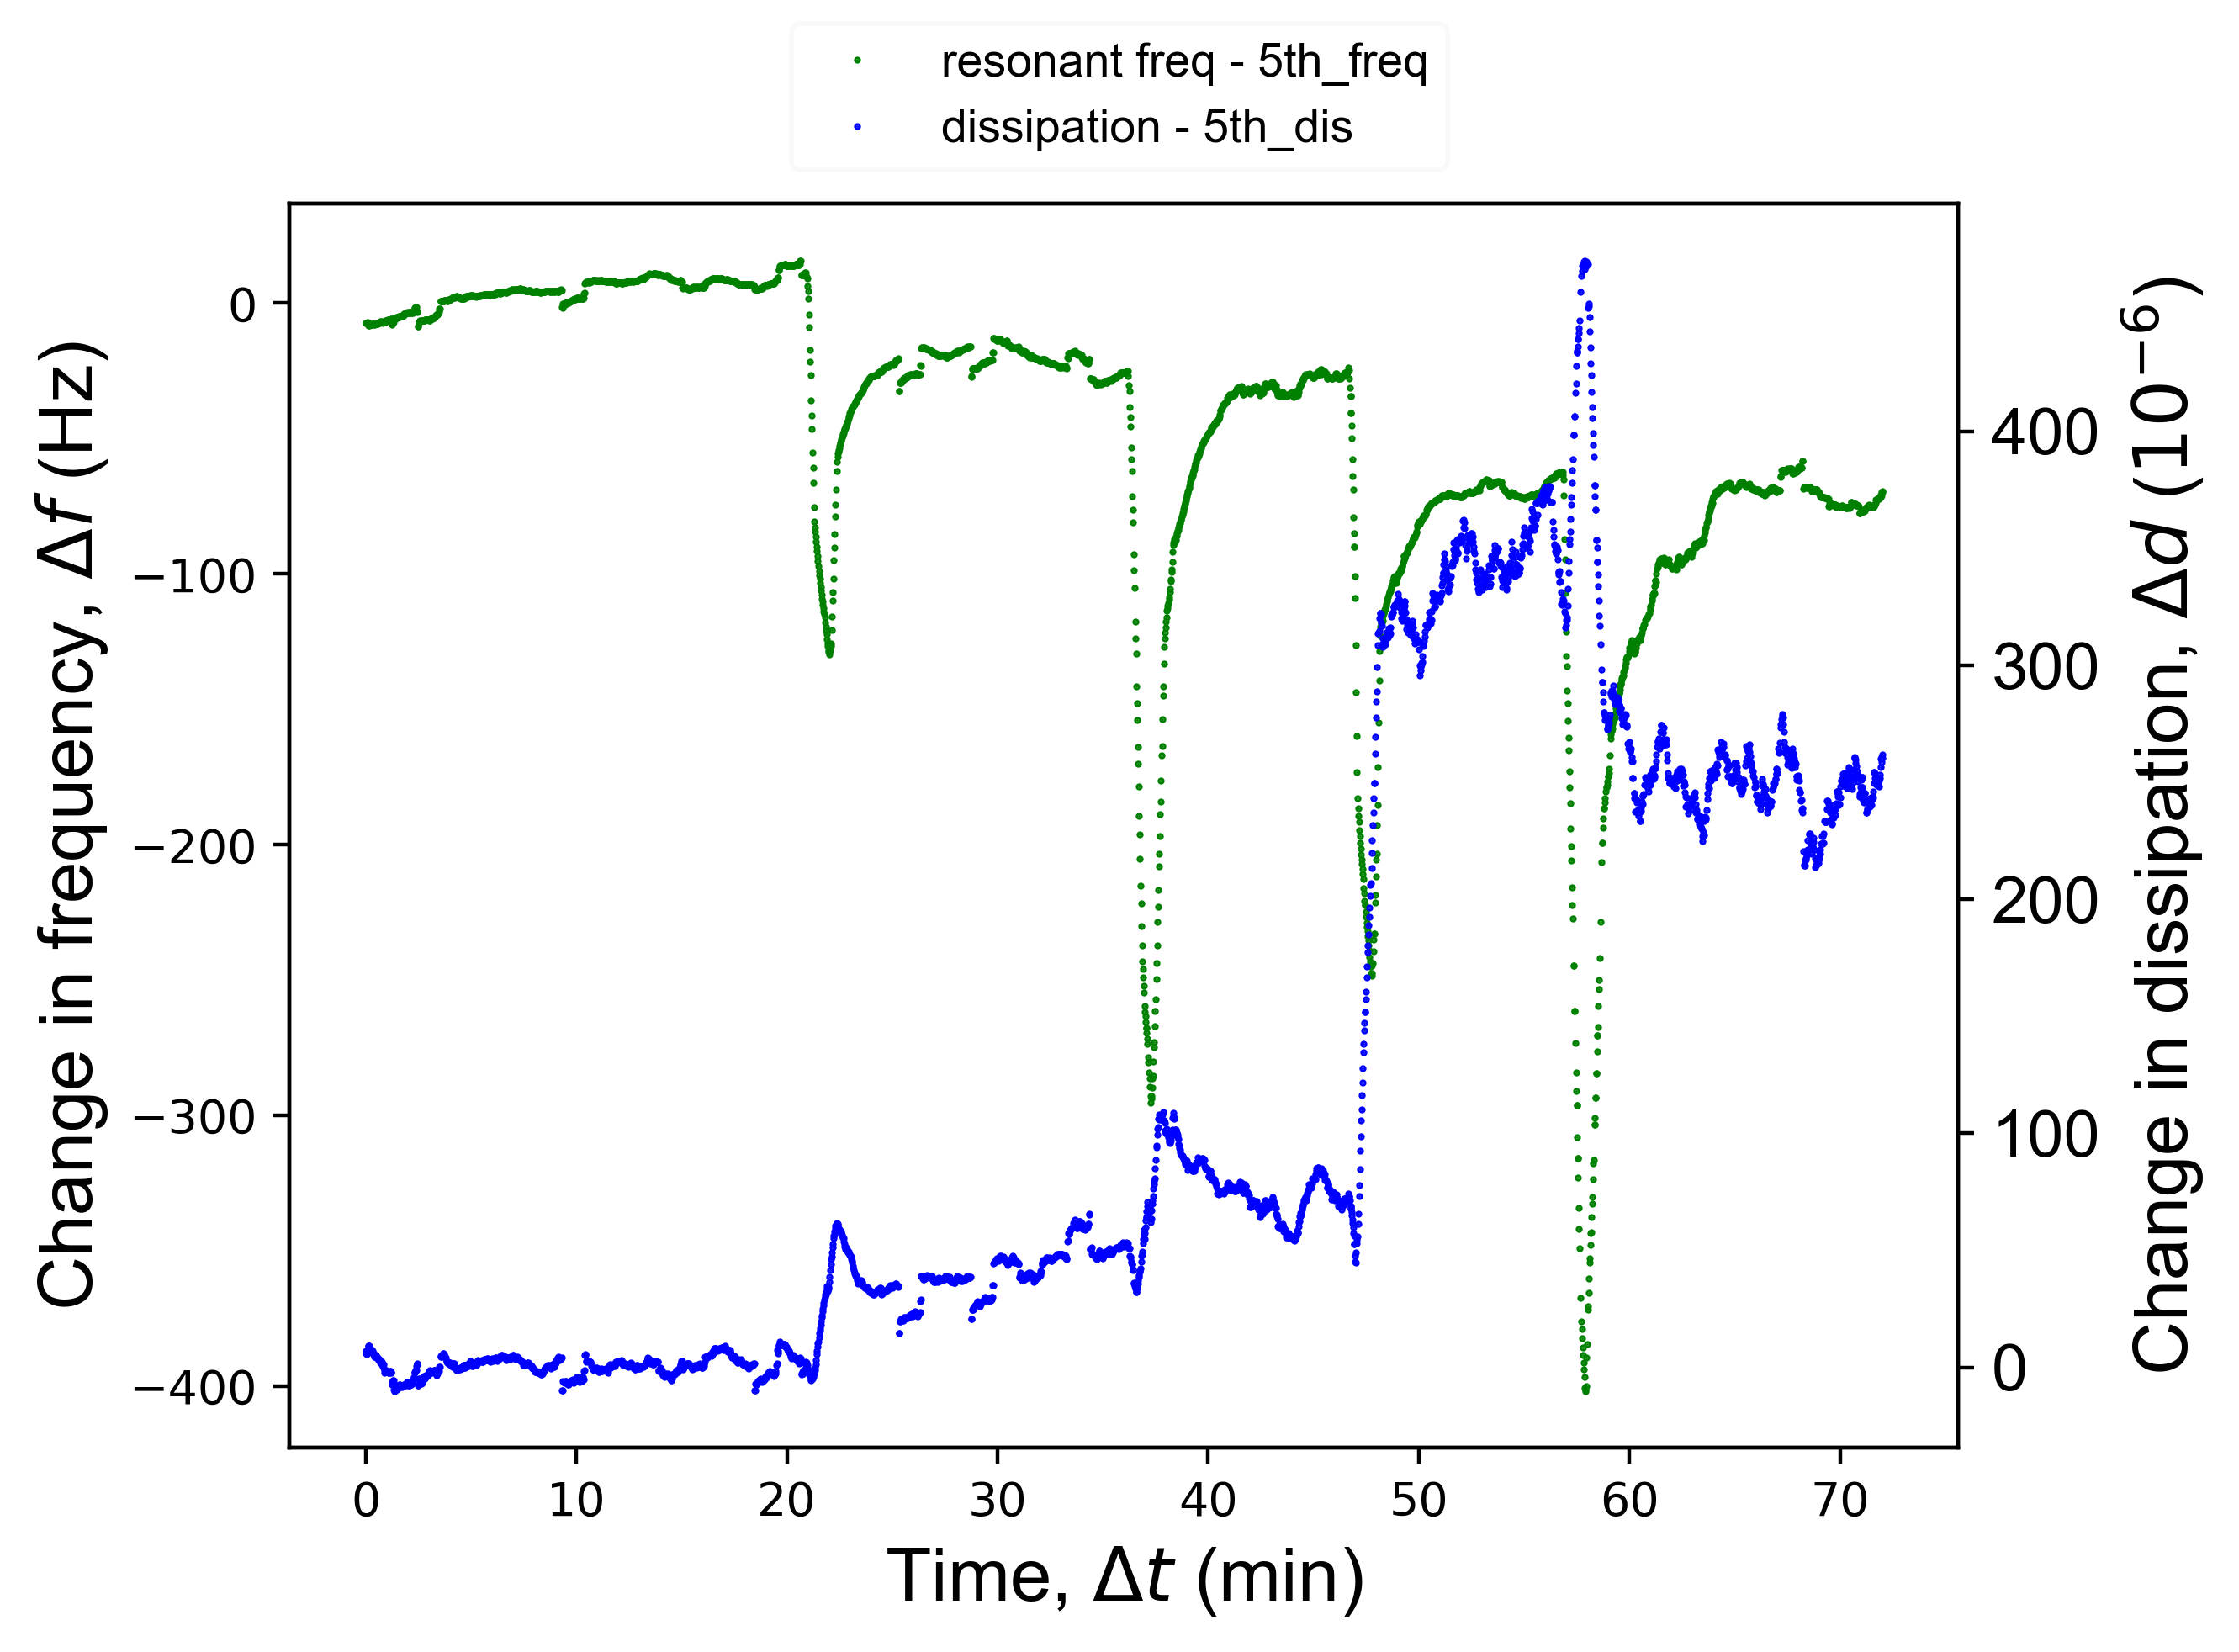 resonant freq - 5th_freq
dissipation - 5th_dis
Change in frequency, Δf (Hz)
0
−100
−200
−300
−400
Change in dissipation, Δd (10⁻⁶)
400
300
200
100
0
0 10 20 30 40 50 60 70
Time, Δt (min)